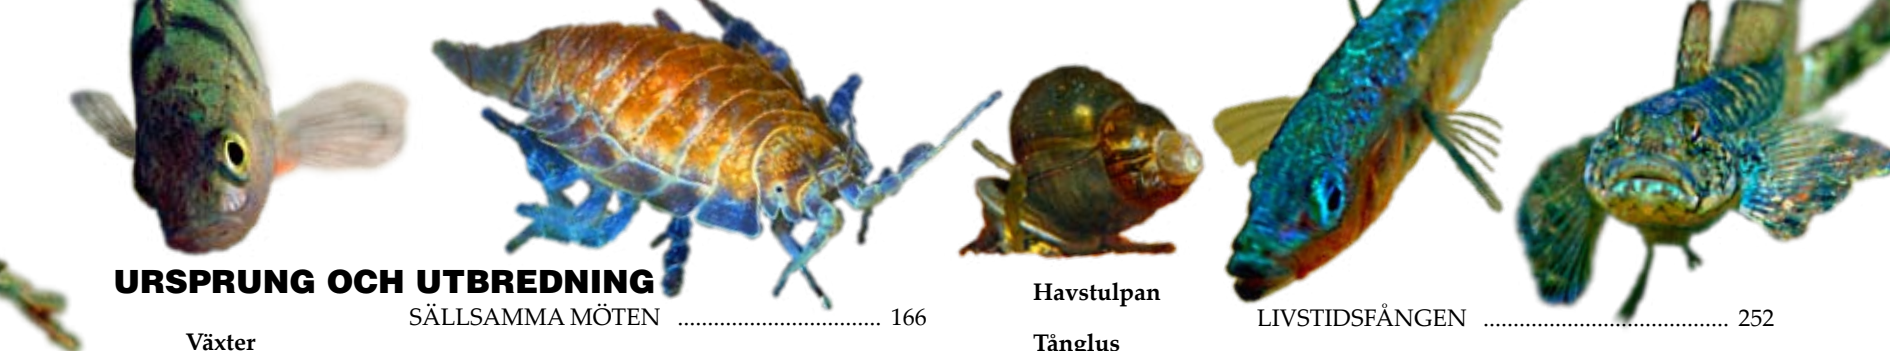 URSPRUNG OCH UTBREDNING
SÄLLSAMMA MÖTEN .................................. 166
Växter
Havstulpan
LIVSTIDSFÅNGEN ......................................... 252
Tånglus